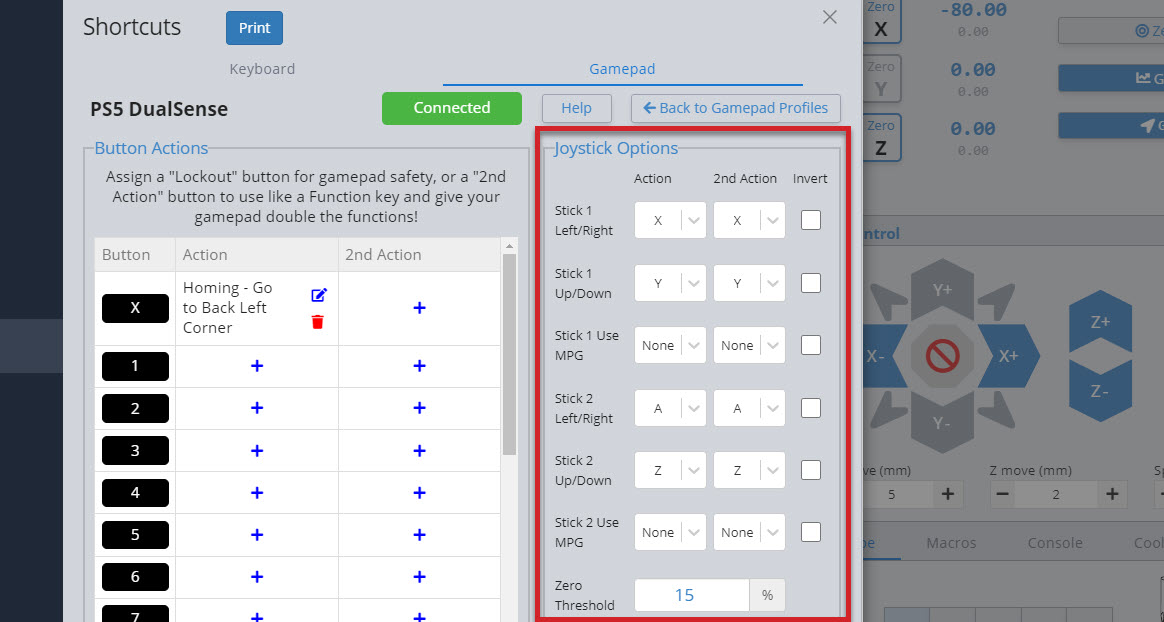 Shortcuts
Print
Keyboard
Gamepad
PS5 DualSense
Connected
Help
Back to Gamepad Profiles
Button Actions
Assign a "Lockout" button for gamepad safety, or a "2nd
Action" button to use like a Function key and give your
gamepad double the functions!
Button Action 2nd Action
X
Homing - Go
to Back Left
Corner
+
1 + +
2 + +
3 + +
4 + +
5 + +
6 + +
7 + +
Joystick Options
Action 2nd Action Invert
Stick 1
Left/Right
X X
Stick 1
Up/Down
Y Y
Stick 1 Use
MPG
None None
Stick 2
Left/Right
A A
Stick 2
Up/Down
Z Z
Stick 2 Use
MPG
None None
Zero
Threshold
15 %
Zero
X
-80.00
0.00
Zero
Y
0.00
0.00
Zero
Z
0.00
0.00
Y+
X-
X+
Y-
Z+
Z-
Z move (mm)
(mm)
5 +
− 2 +
Macros
Console